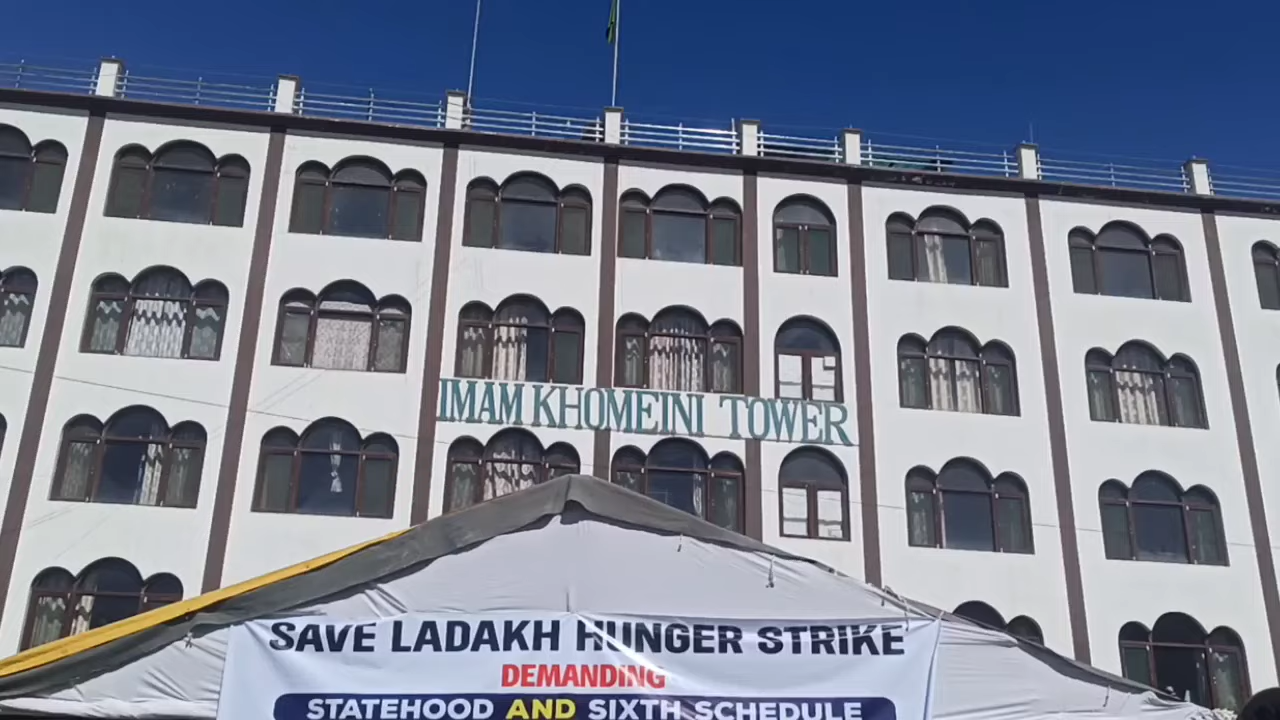 IMAM KHOMEINI TOWER
SAVE LADAKH HUNGER STRIKE
DEMANDING
STATEHOOD AND SIXTH SCHEDULE